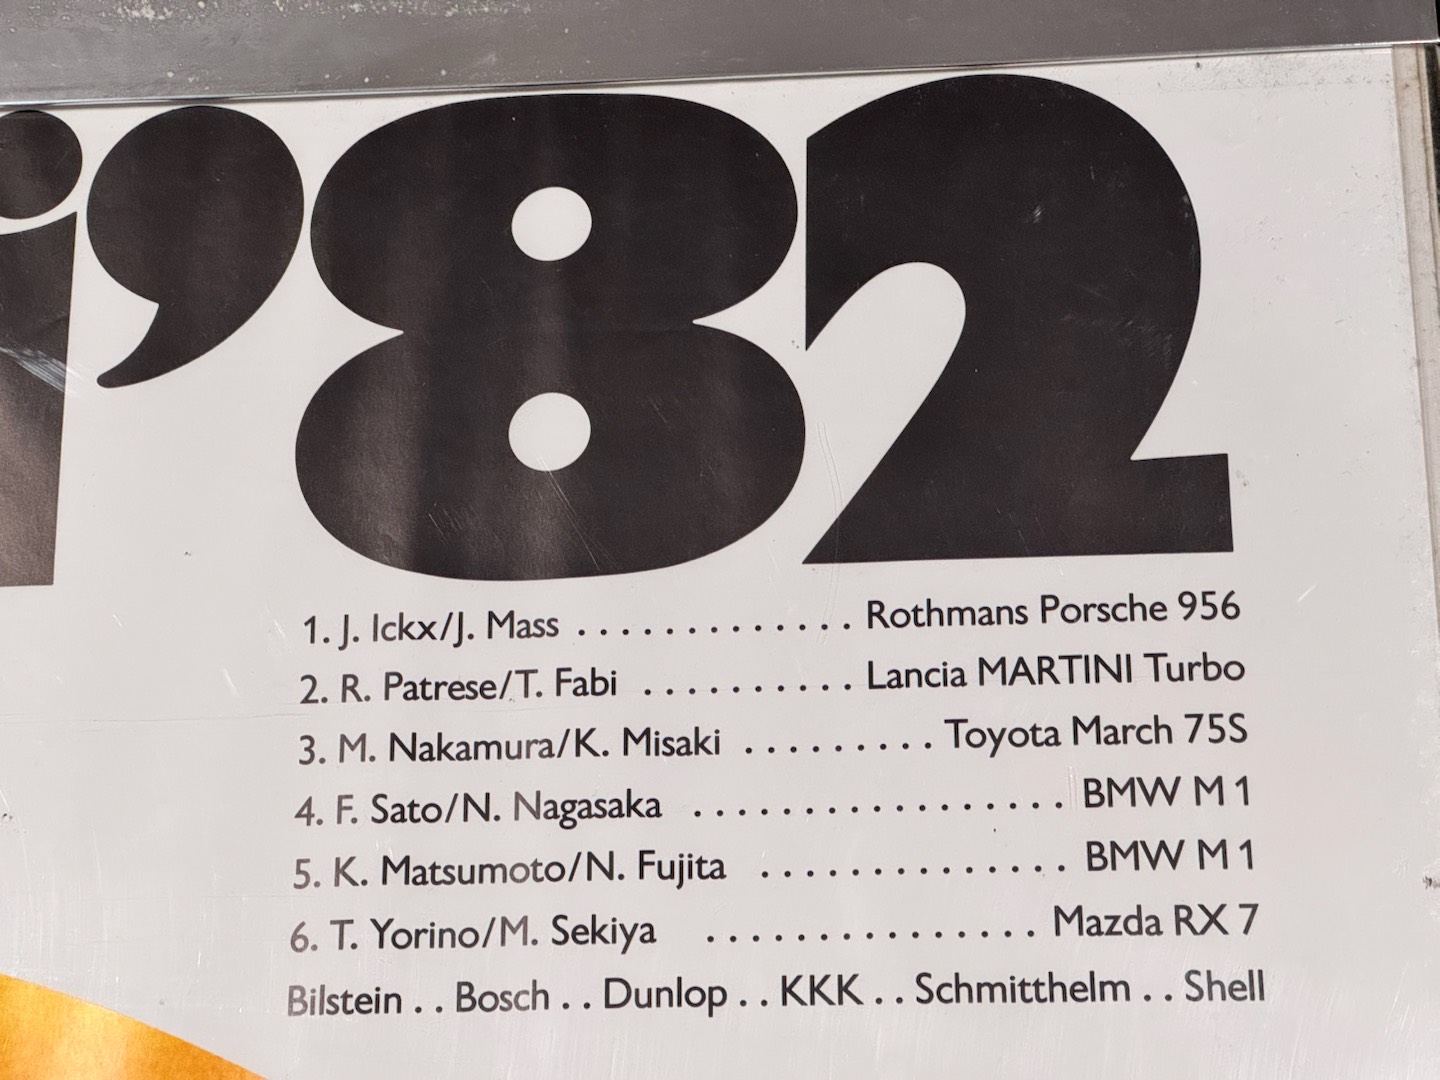 i'82
1. J. Ickx/J. Mass ............. Rothmans Porsche 956
2. R. Patrese/T. Fabi .......... Lancia MARTINI Turbo
3. M. Nakamura/K. Misaki ......... Toyota March 75S
4. F. Sato/N. Nagasaka .................. BMW M 1
5. K. Matsumoto/N. Fujita .............. BMW M 1
6. T. Yorino/M. Sekiya ............... Mazda RX 7
Bilstein . . Bosch . . Dunlop . . KKK . . Schmitthelm . . Shell